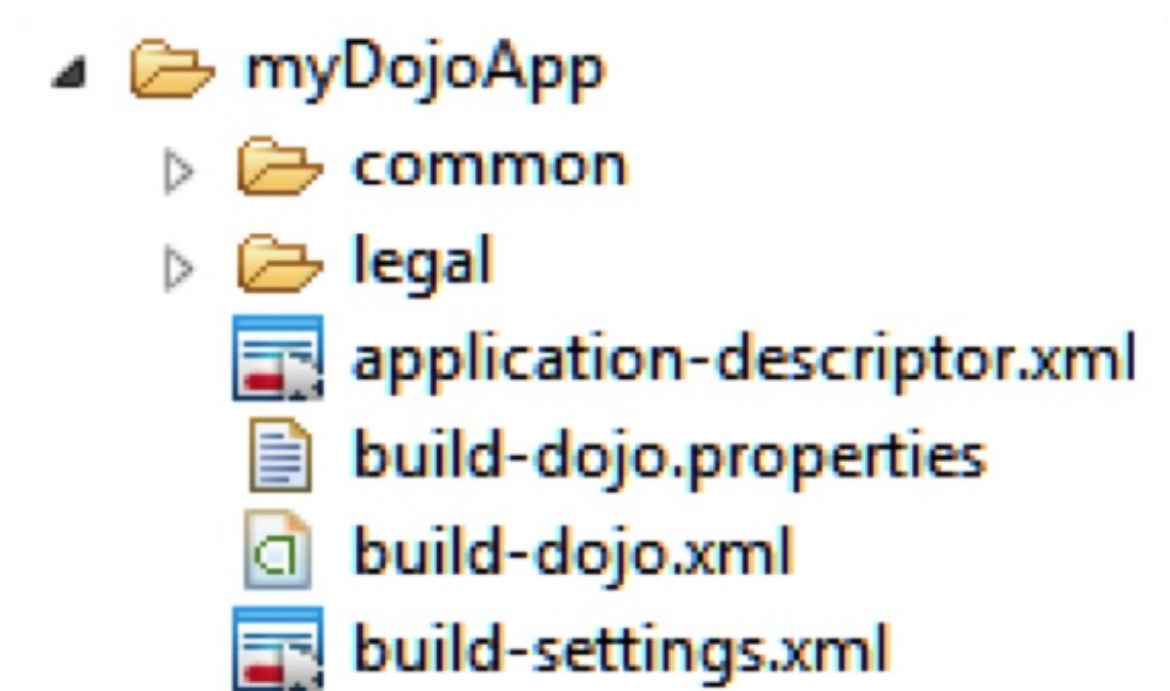 myDojoApp
common
legal
application-descriptor.xml
build-dojo.properties
build-dojo.xml
build-settings.xml